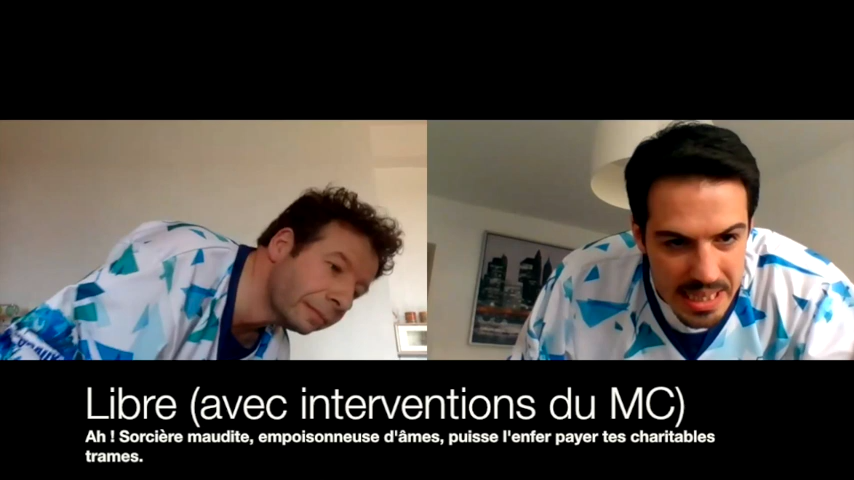 Libre (avec interventions du MC)
Ah ! Sorcière maudite, empoisonneuse d'âmes, puisse l'enfer payer tes charitables
trames.